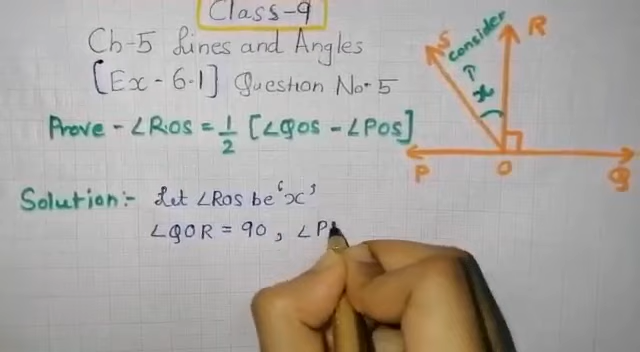 Class-9
Ch-5 Lines and Angles
[Ex-6.1] Question No.5
Prove - ∠ROS = 1/2 [∠QOS - ∠POS]
S consider x
R
P O Q
Solution:- Let ∠ROS be 'x'
∠QOR = 90, ∠P